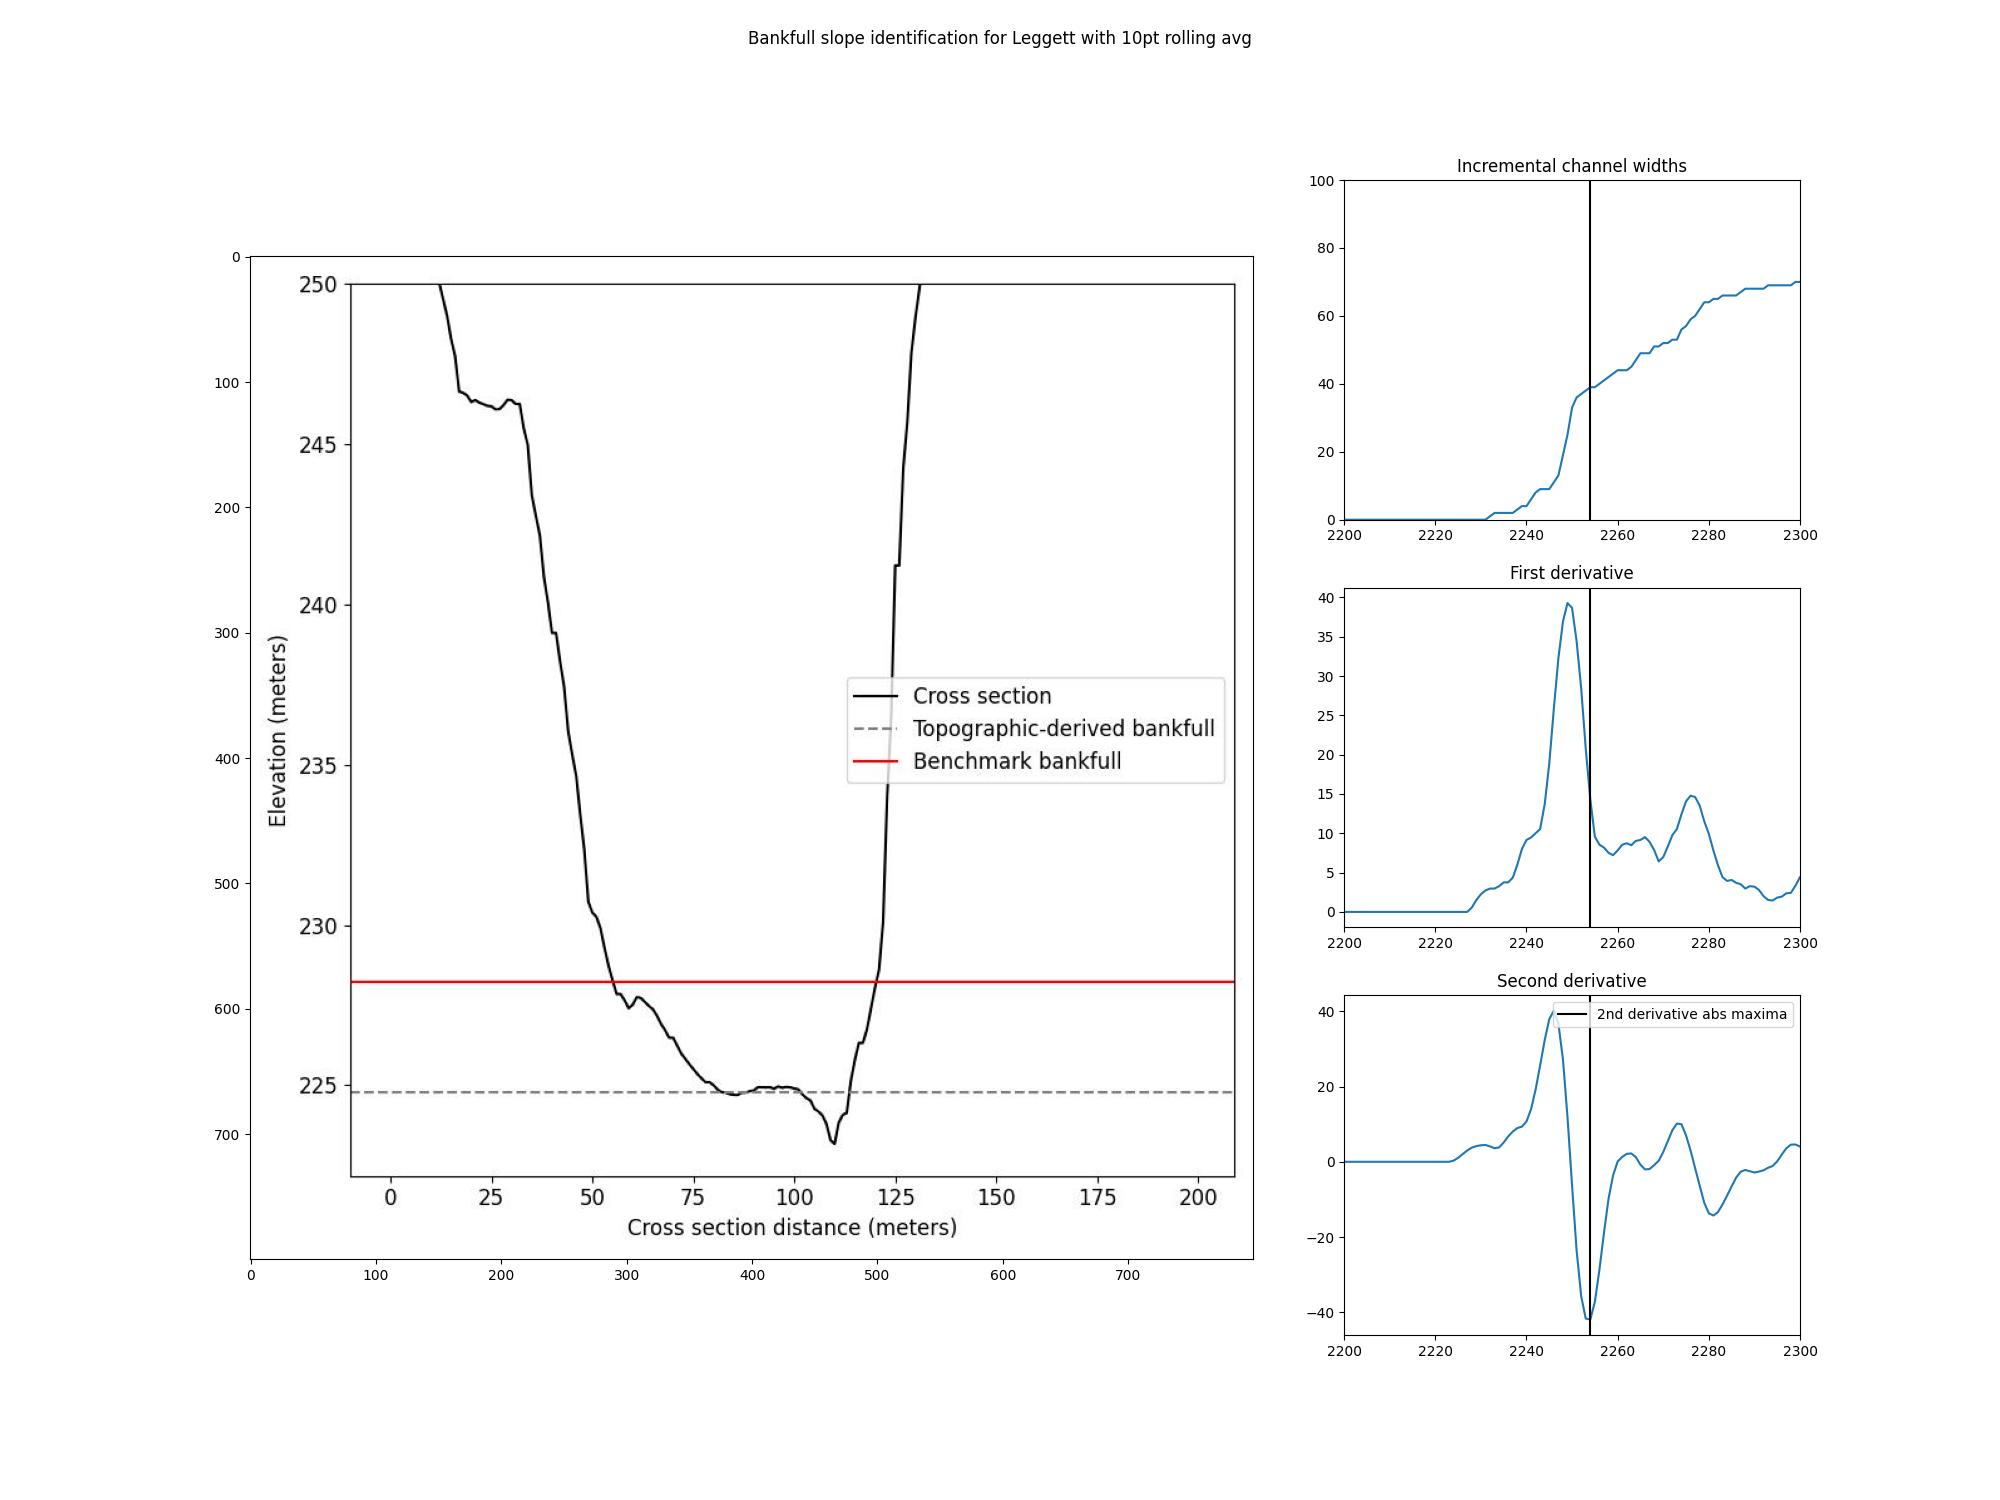 Bankfull slope identification for Leggett with 10pt rolling avg
0
100
200
300
400
500
600
700
0 100 200 300 400 500 600 700
250
245
240
235
230
225
Elevation (meters)
Cross section
Topographic-derived bankfull
Benchmark bankfull
0 25 50 75 100 125 150 175 200
Cross section distance (meters)
Incremental channel widths
100
80
60
40
20
0
2200 2220 2240 2260 2280 2300
First derivative
40
35
30
25
20
15
10
5
0
2200 2220 2240 2260 2280 2300
Second derivative
2nd derivative abs maxima
40
20
0
−20
−40
2200 2220 2240 2260 2280 2300